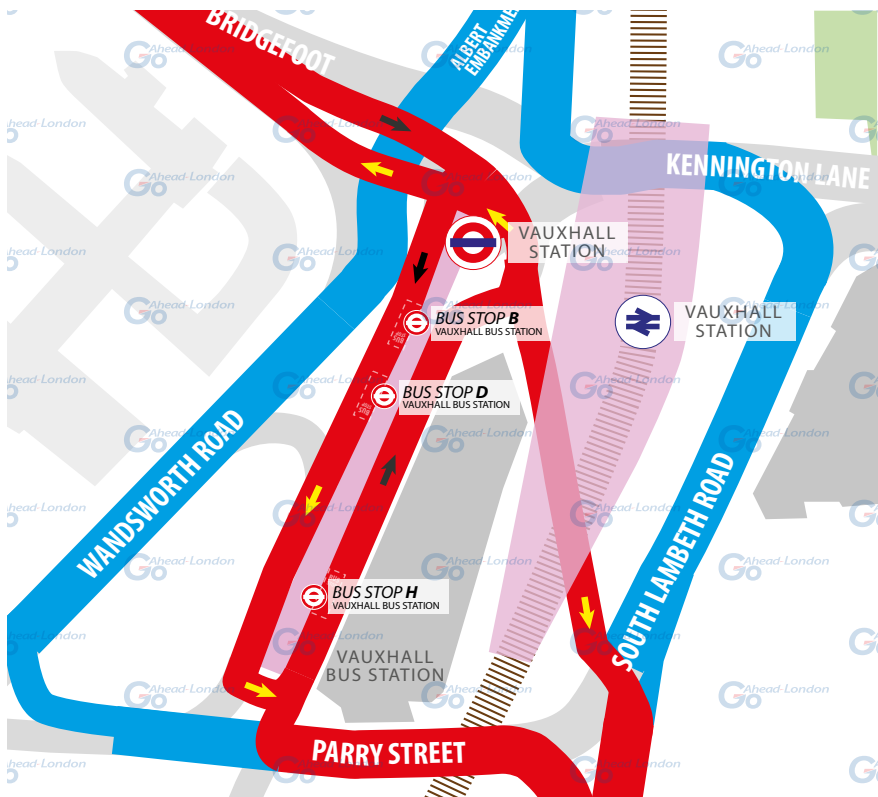 BRIDGEFOOT
ALBERT
EMBANKME
KENNINGTON LANE
VAUXHALL
STATION
VAUXHALL
STATION
BUS STOP B
VAUXHALL BUS STATION
BUS STOP D
VAUXHALL BUS STATION
WANDSWORTH ROAD
SOUTH LAMBETH ROAD
BUS STOP H
VAUXHALL BUS STATION
VAUXHALL
BUS STATION
PARRY STREET
Go Ahead-London